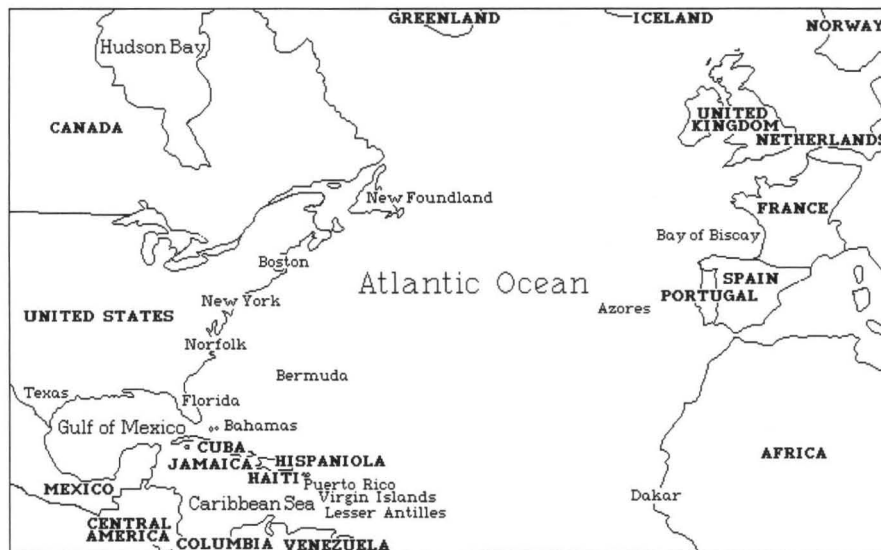 GREENLAND
ICELAND
NORWAY
Hudson Bay
CANADA
UNITED
KINGDOM
NETHERLANDS
New Foundland
FRANCE
Bay of Biscay
Boston
Atlantic Ocean
SPAIN
PORTUGAL
New York
Azores
UNITED STATES
Norfolk
Bermuda
Texas
Florida
Gulf of Mexico
Bahamas
CUBA
JAMAICA
HISPANIOLA
HAITI
AFRICA
Puerto Rico
MEXICO
Virgin Islands
Dakar
Caribbean Sea
Lesser Antilles
CENTRAL
AMERICA
COLUMBIA
VENEZUELA